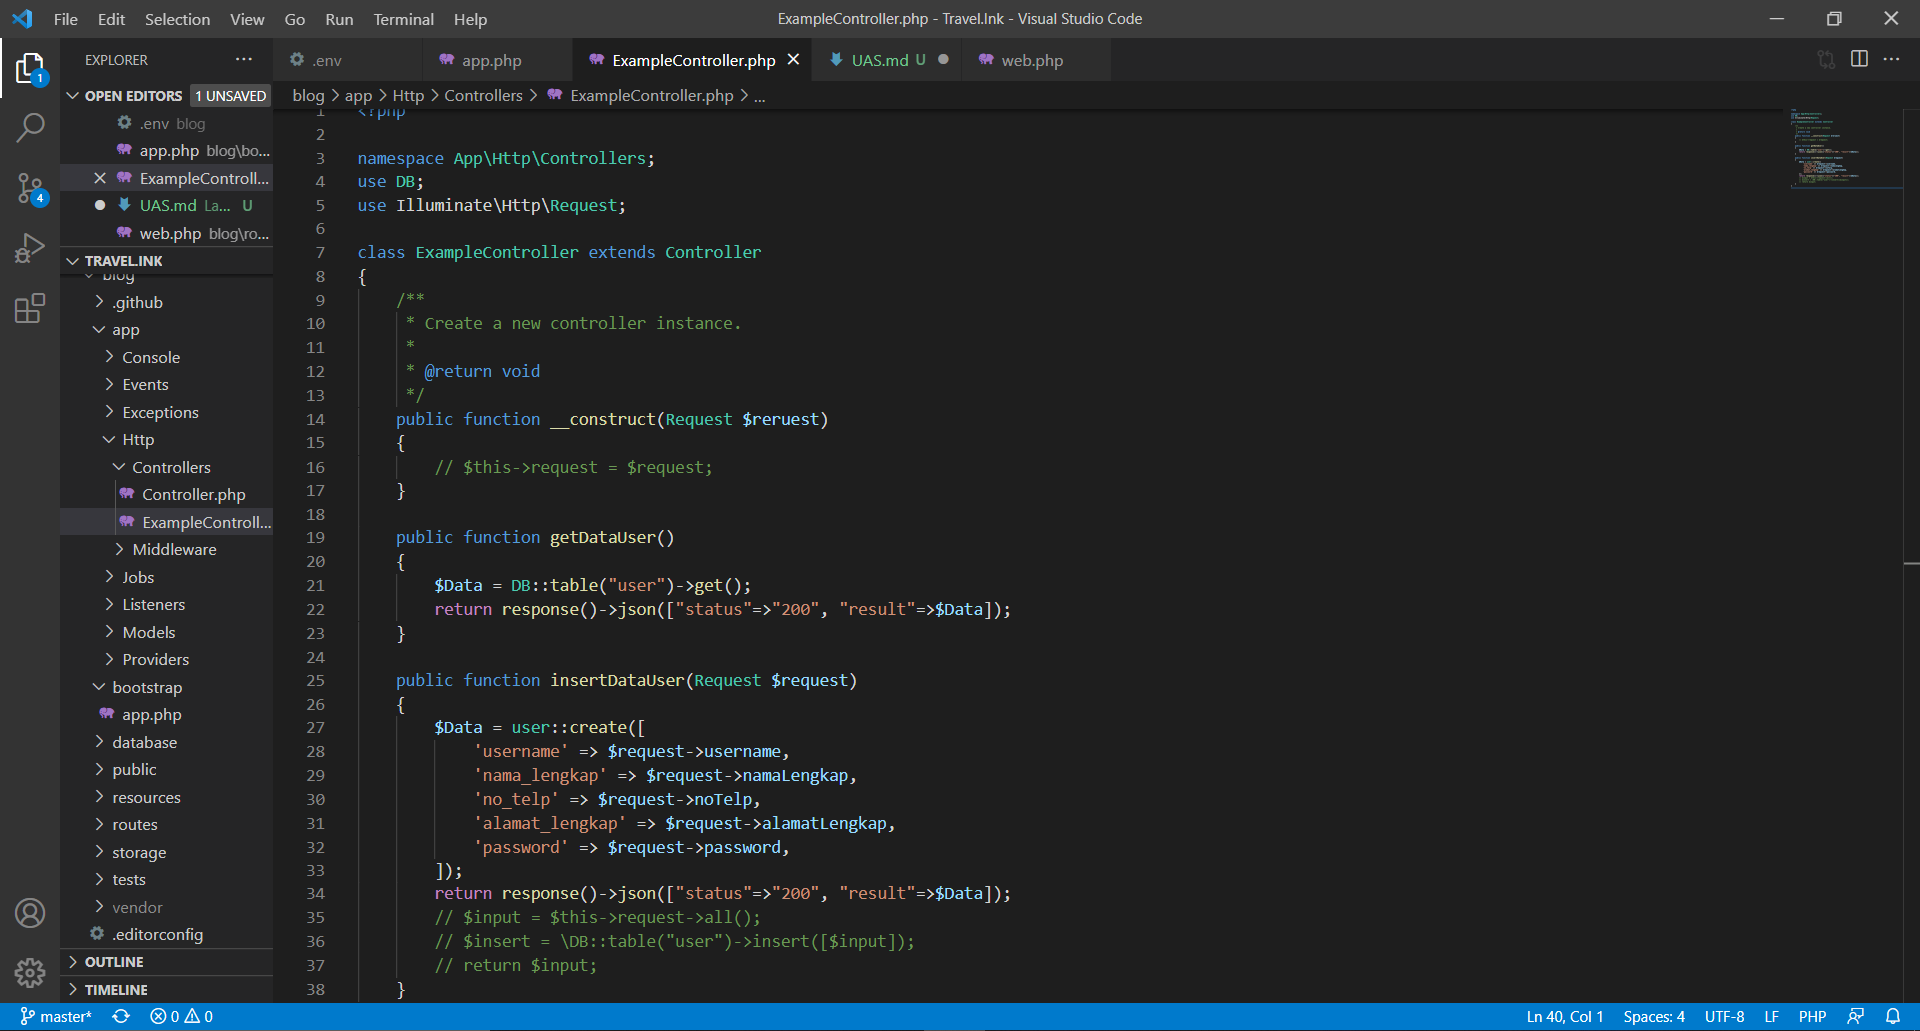 File Edit Selection View Go Run Terminal Help
ExampleController.php - Travel.Ink - Visual Studio Code
EXPLORER ...
.env
app.php
ExampleController.php
UAS.md U
web.php
OPEN EDITORS 1 UNSAVED
blog > app > Http > Controllers > ExampleController.php > ...
.env blog
app.php blog\bo...
ExampleControll...
UAS.md La... U
web.php blog\ro...
TRAVEL.INK
blog
.github
app
Console
Events
Exceptions
Http
Controllers
Controller.php
ExampleControll...
Middleware
Jobs
Listeners
Models
Providers
bootstrap
app.php
database
public
resources
routes
storage
tests
vendor
.editorconfig
OUTLINE
TIMELINE
1
4
1 <?php
2
3 namespace App\Http\Controllers;
4 use DB;
5 use Illuminate\Http\Request;
6
7 class ExampleController extends Controller
8 {
9 /**
10 * Create a new controller instance.
11 *
12 * @return void
13 */
14 public function __construct(Request $reruest)
15 {
16 // $this->request = $request;
17 }
18
19 public function getDataUser()
20 {
21 $Data = DB::table("user")->get();
22 return response()->json(["status"=>"200", "result"=>$Data]);
23 }
24
25 public function insertDataUser(Request $request)
26 {
27 $Data = user::create([
28 'username' => $request->username,
29 'nama_lengkap' => $request->namaLengkap,
30 'no_telp' => $request->noTelp,
31 'alamat_lengkap' => $request->alamatLengkap,
32 'password' => $request->password,
33 ]);
34 return response()->json(["status"=>"200", "result"=>$Data]);
35 // $input = $this->request->all();
36 // $insert = \DB::table("user")->insert([$input]);
37 // return $input;
38 }
master* 0 0
Ln 40, Col 1 Spaces: 4 UTF-8 LF PHP